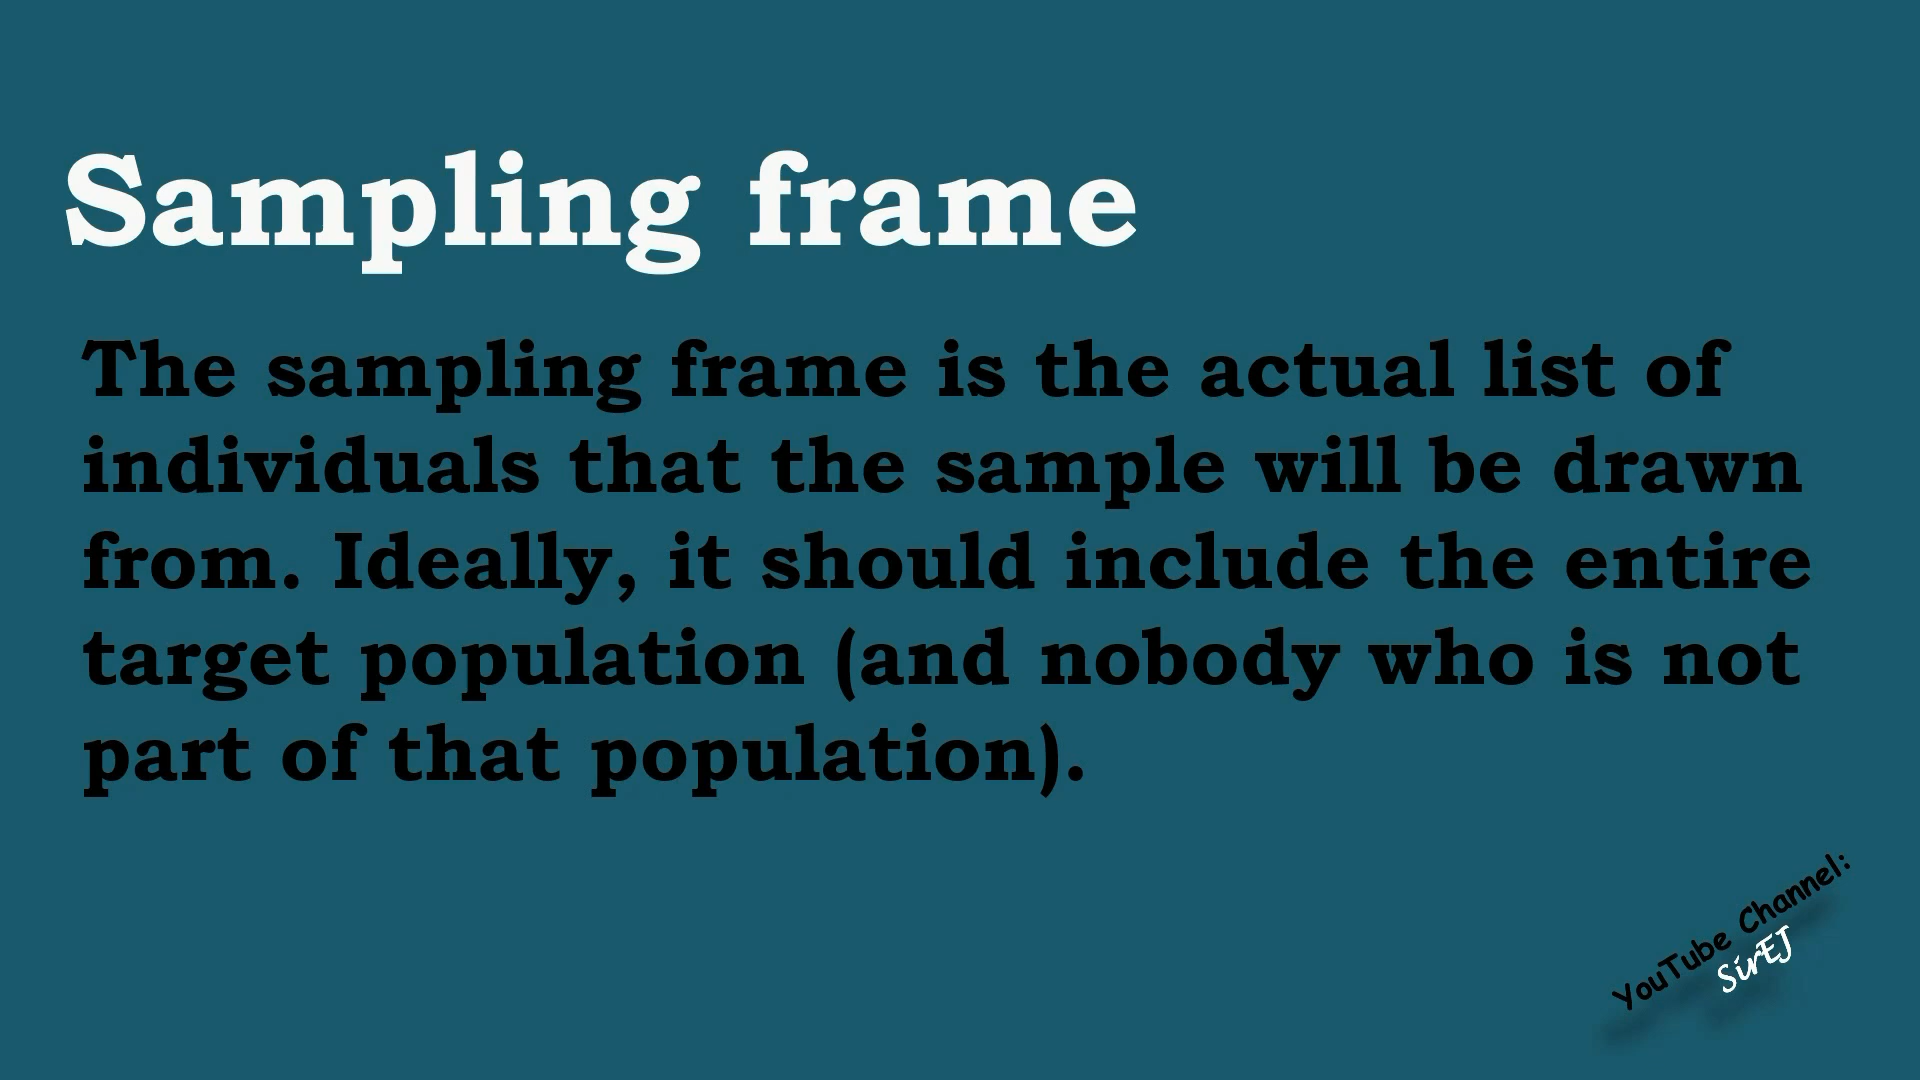 Sampling frame
The sampling frame is the actual list of
individuals that the sample will be drawn
from. Ideally, it should include the entire
target population (and nobody who is not
part of that population).
YouTube Channel:
SirEJ